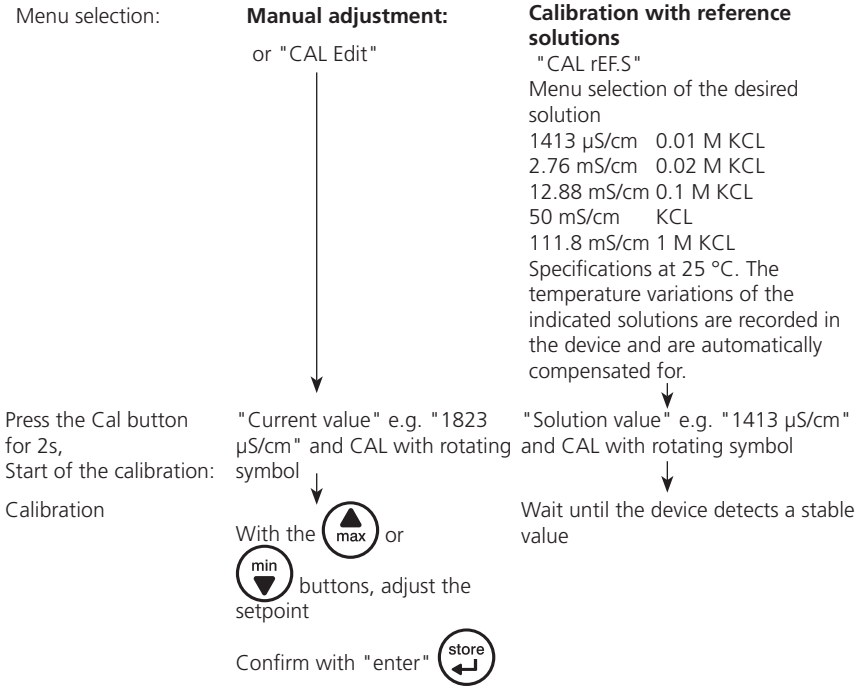 Menu selection:
Manual adjustment:
or "CAL Edit"
Calibration with reference
solutions
"CAL rEF.S"
Menu selection of the desired
solution
1413 µS/cm 0.01 M KCL
2.76 mS/cm 0.02 M KCL
12.88 mS/cm 0.1 M KCL
50 mS/cm KCL
111.8 mS/cm 1 M KCL
Specifications at 25 °C. The
temperature variations of the
indicated solutions are recorded in
the device and are automatically
compensated for.
Press the Cal button
for 2s,
Start of the calibration:
"Current value" e.g. "1823
µS/cm" and CAL with rotating
symbol
"Solution value" e.g. "1413 µS/cm"
and CAL with rotating symbol
Calibration
With the max or
min buttons, adjust the
setpoint
Confirm with "enter" store
Wait until the device detects a stable
value